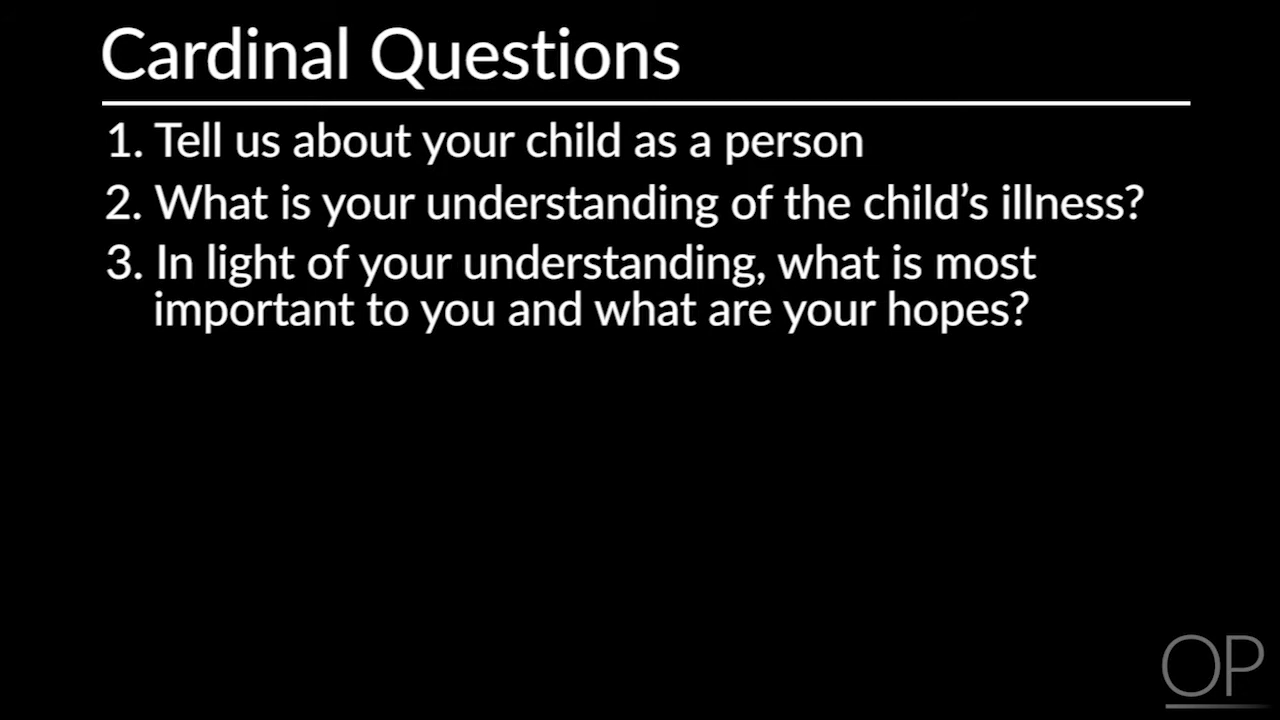 Cardinal Questions
1. Tell us about your child as a person
2. What is your understanding of the child’s illness?
3. In light of your understanding, what is most
important to you and what are your hopes?
OP